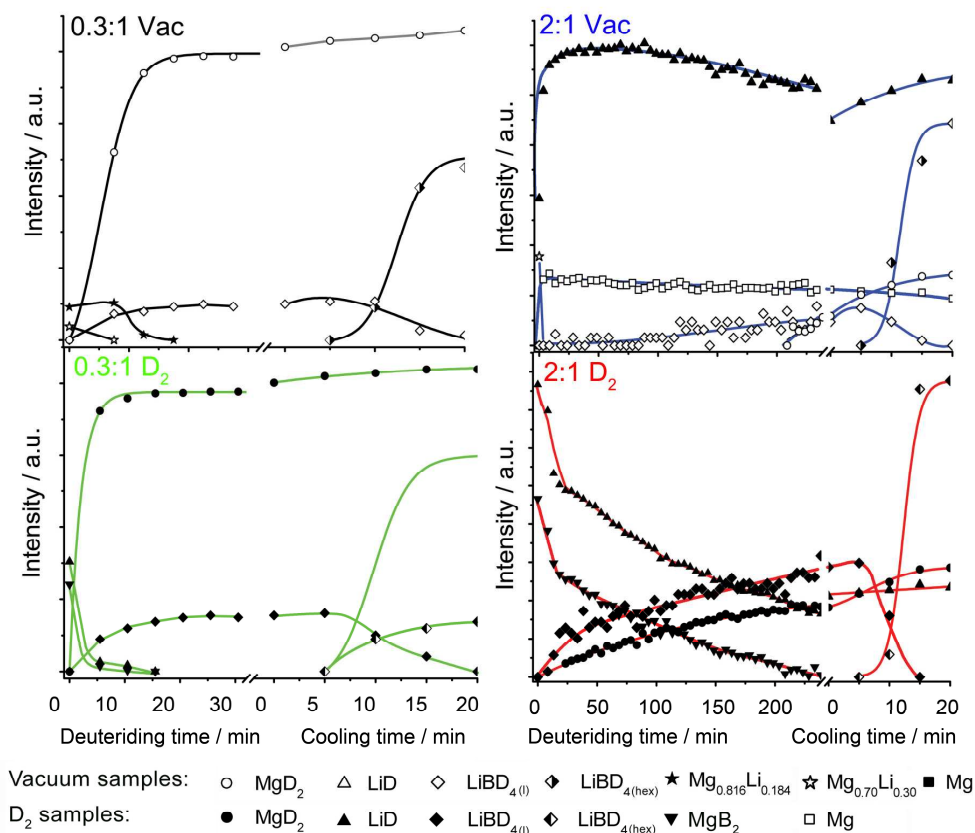 0.3:1 Vac
2:1 Vac
Intensity / a.u.
Intensity / a.u.
0.3:1 D₂
2:1 D₂
Intensity / a.u.
Intensity / a.u.
0 10 20 30 0 5 10 15 20
0 50 100 150 200 0 10 20
Deuteriding time / min Cooling time / min
Deuteriding time / min Cooling time / min
Vacuum samples: MgD₂ LiD LiBD₄₍ₗ₎ LiBD₄₍ₕₑₓ₎ Mg₀.₈₁₆Li₀.₁₈₄ Mg₀.₇₀Li₀.₃₀ Mg
D₂ samples: MgD₂ LiD LiBD₄₍ₗ₎ LiBD₄₍ₕₑₓ₎ MgB₂ Mg